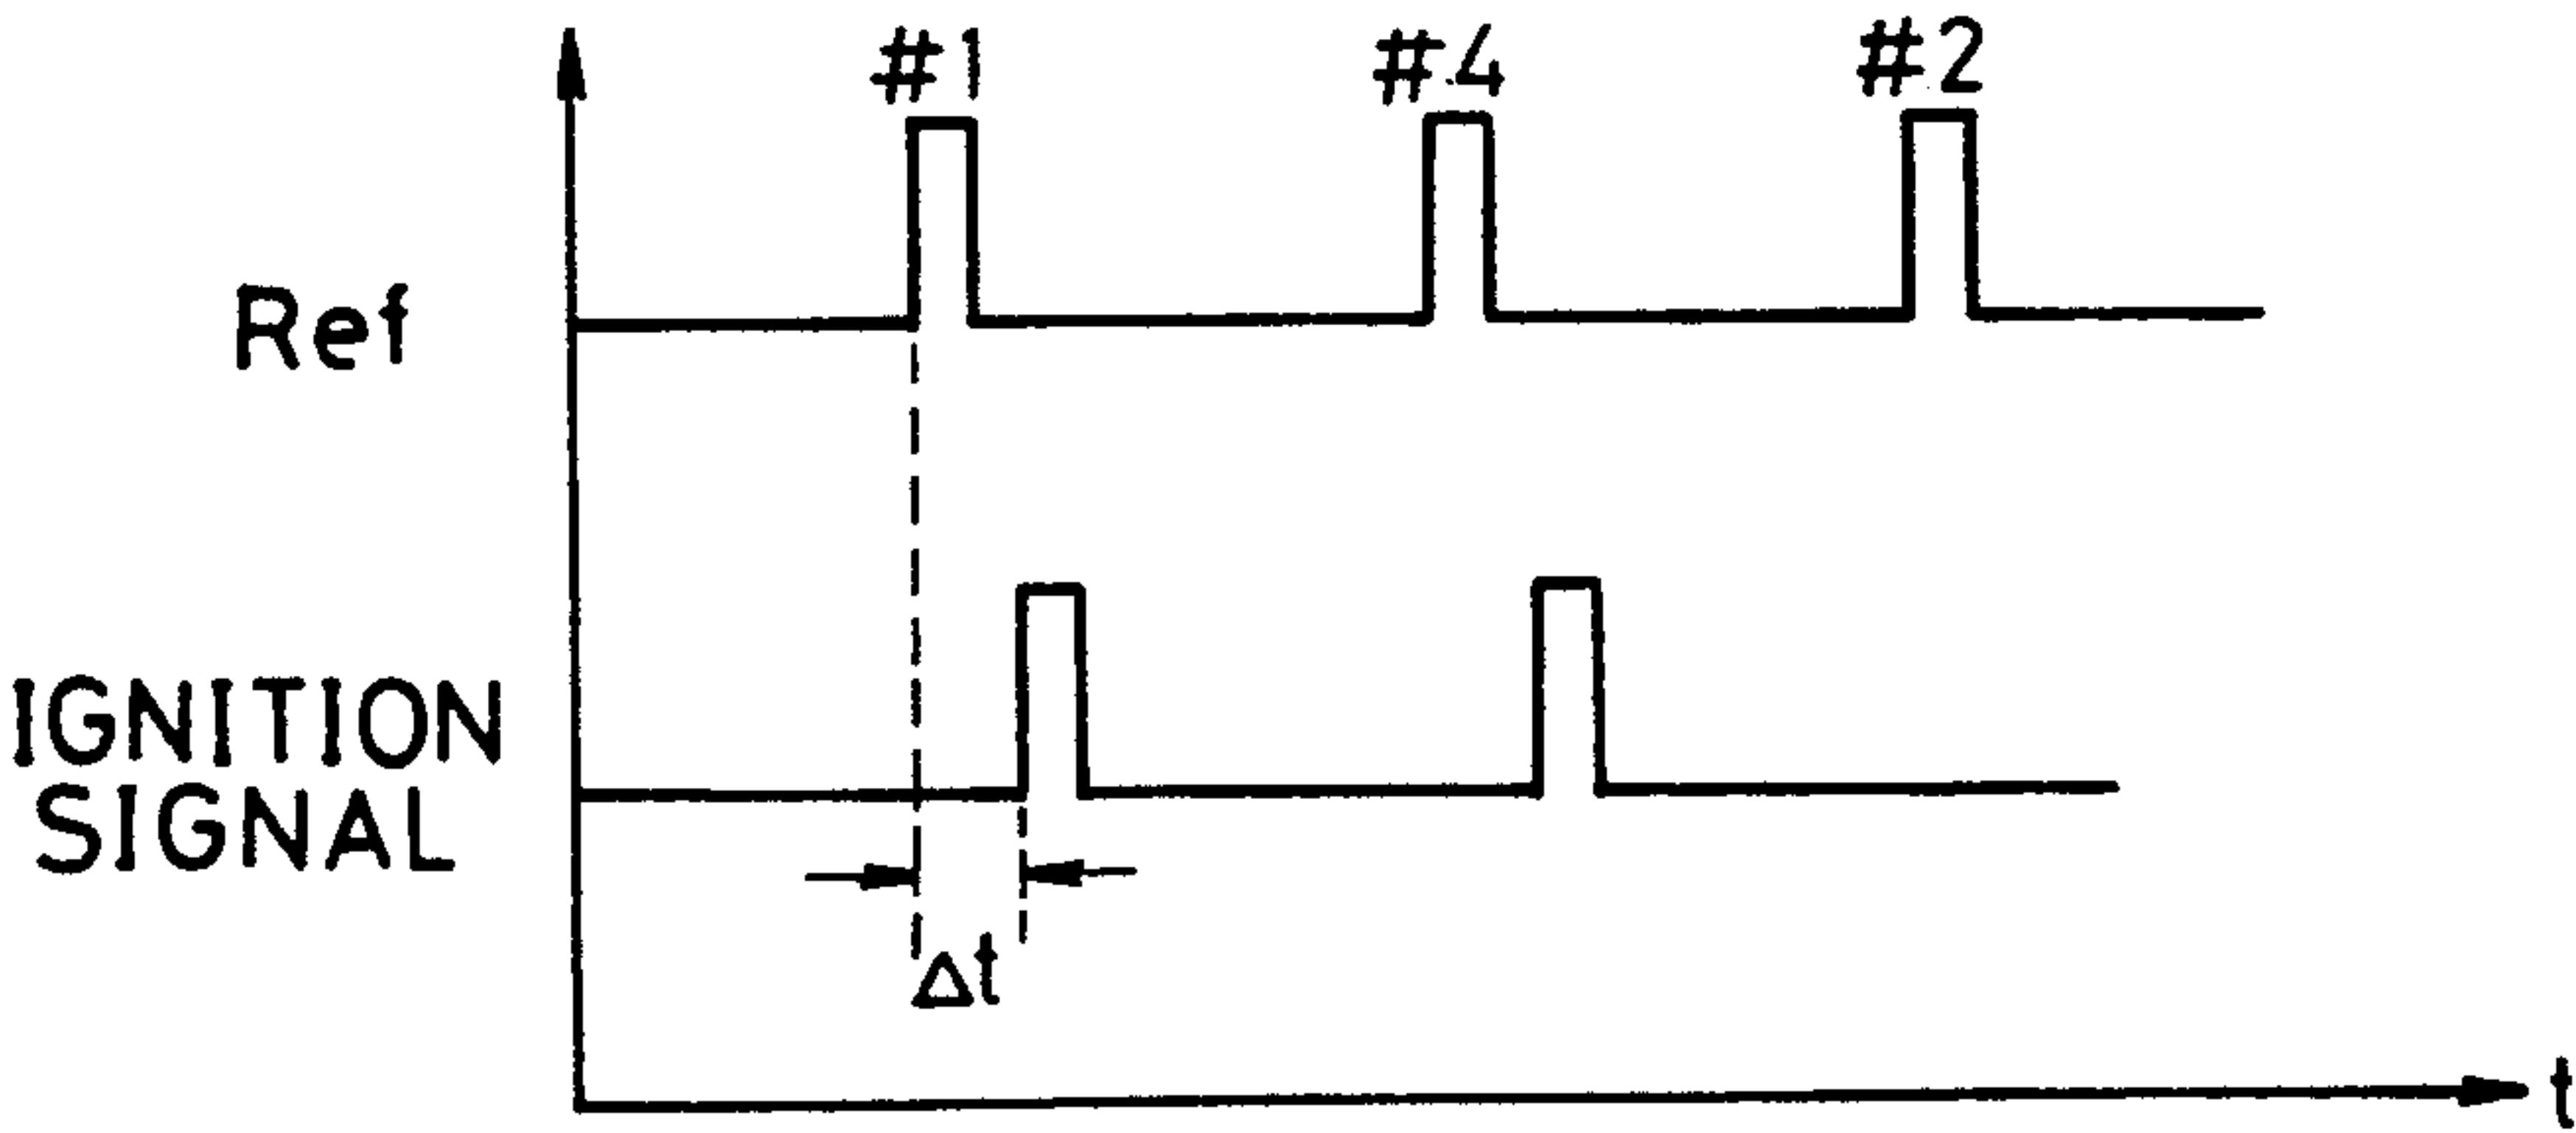 #1 #4 #2
Ref
IGNITION
SIGNAL
Δt
t